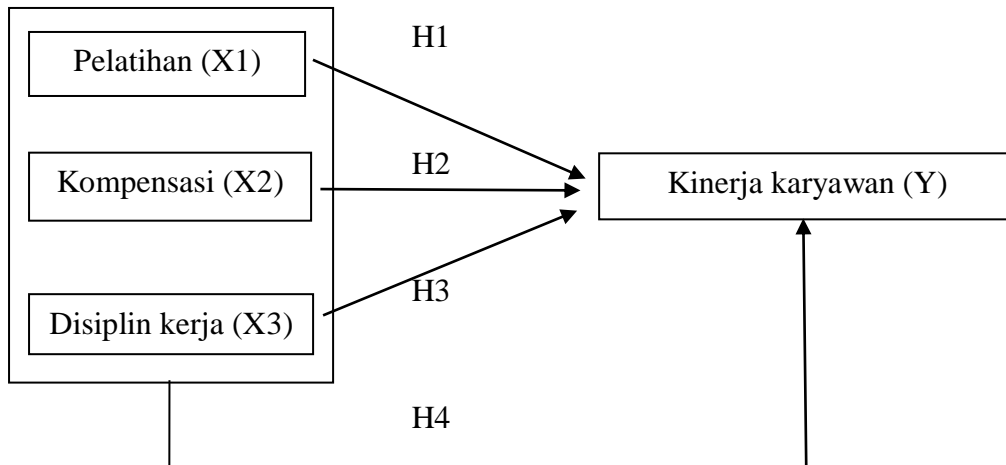 H1
Pelatihan (X1)
H2
Kompensasi (X2)
Kinerja karyawan (Y)
H3
Disiplin kerja (X3)
H4